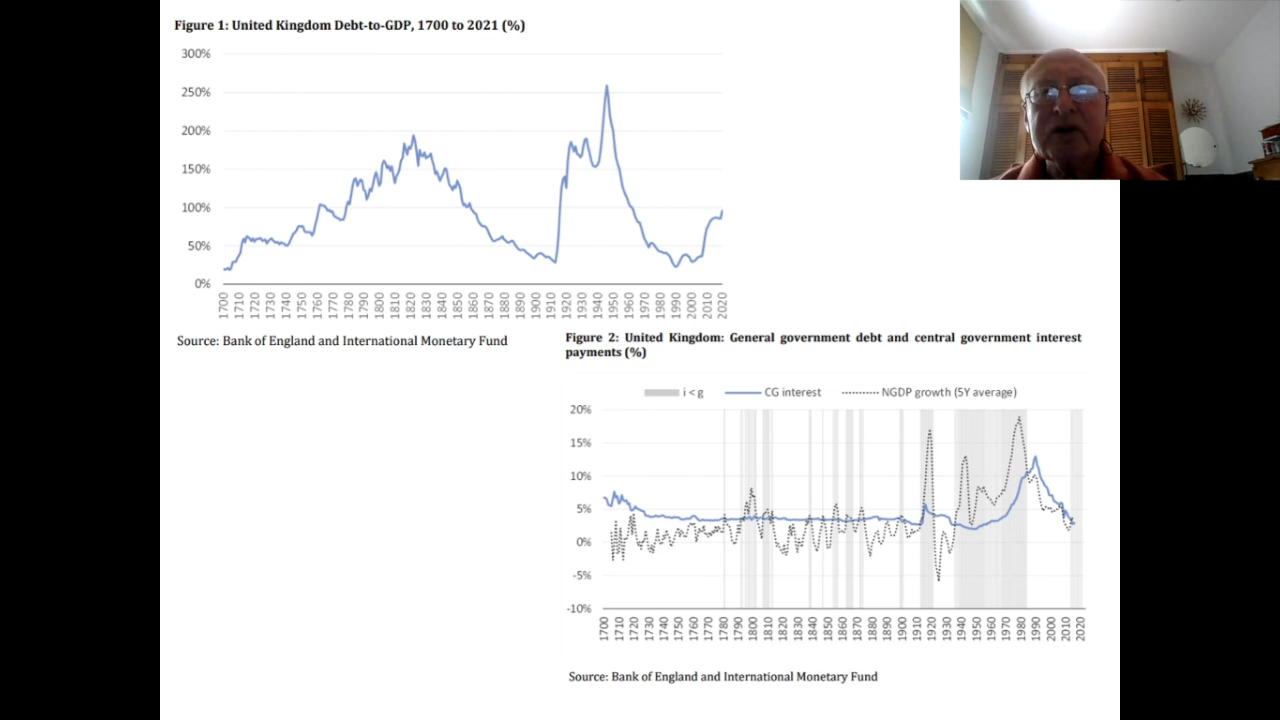 Figure 1: United Kingdom Debt-to-GDP, 1700 to 2021 (%)
300%
250%
200%
150%
100%
50%
0%
1700 1710 1720 1730 1740 1750 1760 1770 1780 1790 1800 1810 1820 1830 1840 1850 1860 1870 1880 1890 1900 1910 1920 1930 1940 1950 1960 1970 1980 1990 2000 2010 2020
Source: Bank of England and International Monetary Fund
Figure 2: United Kingdom: General government debt and central government interest
payments (%)
i < g CG interest NGDP growth (5Y average)
20%
15%
10%
5%
0%
-5%
-10%
1700 1710 1720 1730 1740 1750 1760 1770 1780 1790 1800 1810 1820 1830 1840 1850 1860 1870 1880 1890 1900 1910 1920 1930 1940 1950 1960 1970 1980 1990 2000 2010 2020
Source: Bank of England and International Monetary Fund